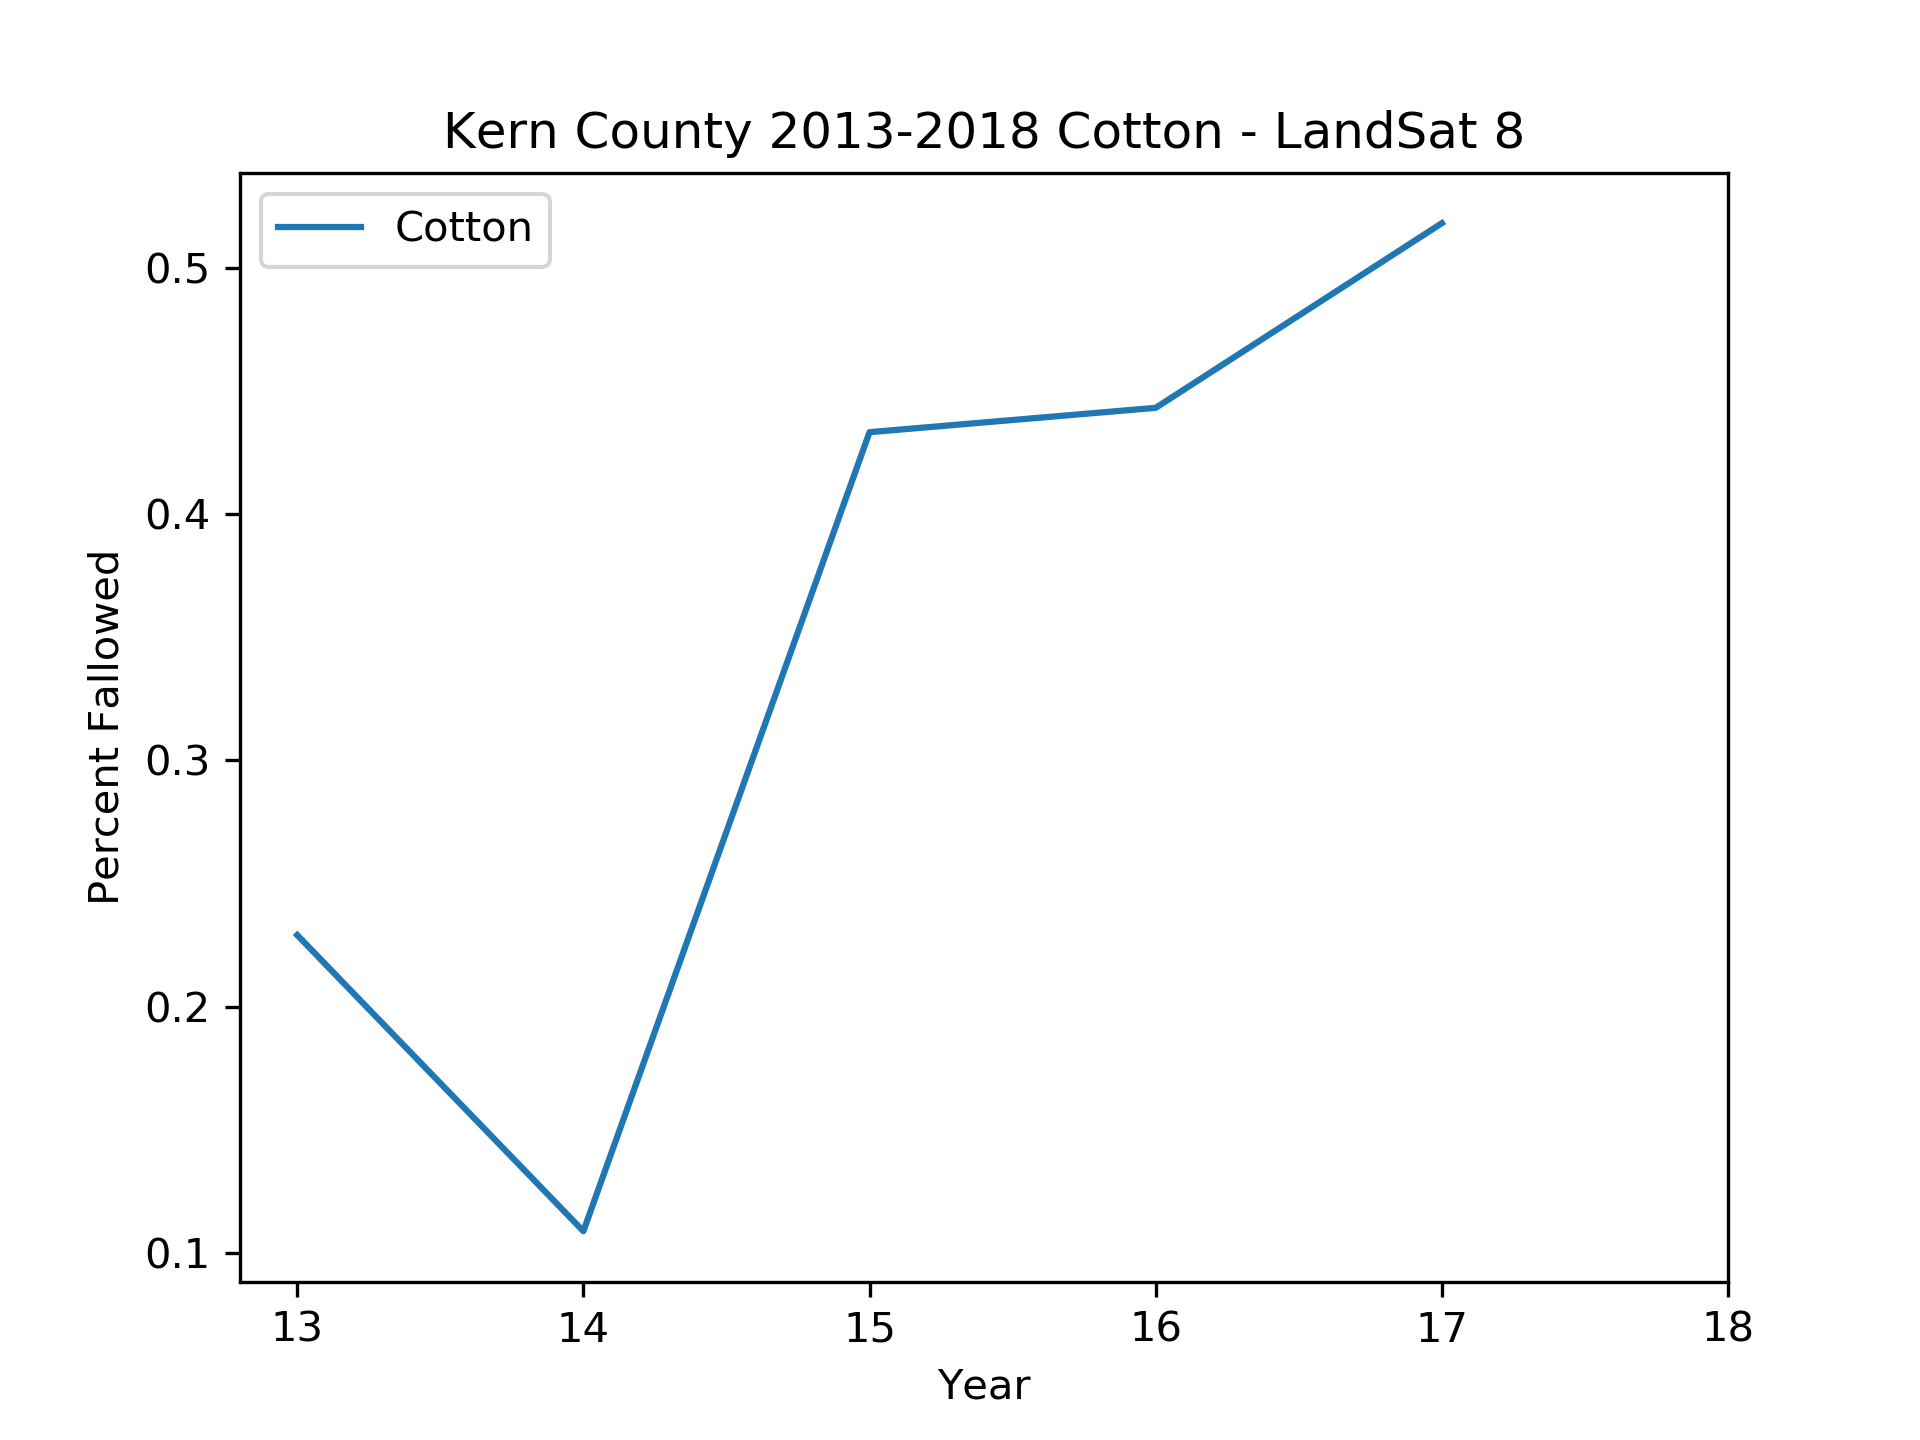 Kern County 2013-2018 Cotton - LandSat 8
Cotton
0.5
0.4
0.3
0.2
0.1
Percent Fallowed
13 14 15 16 17 18
Year